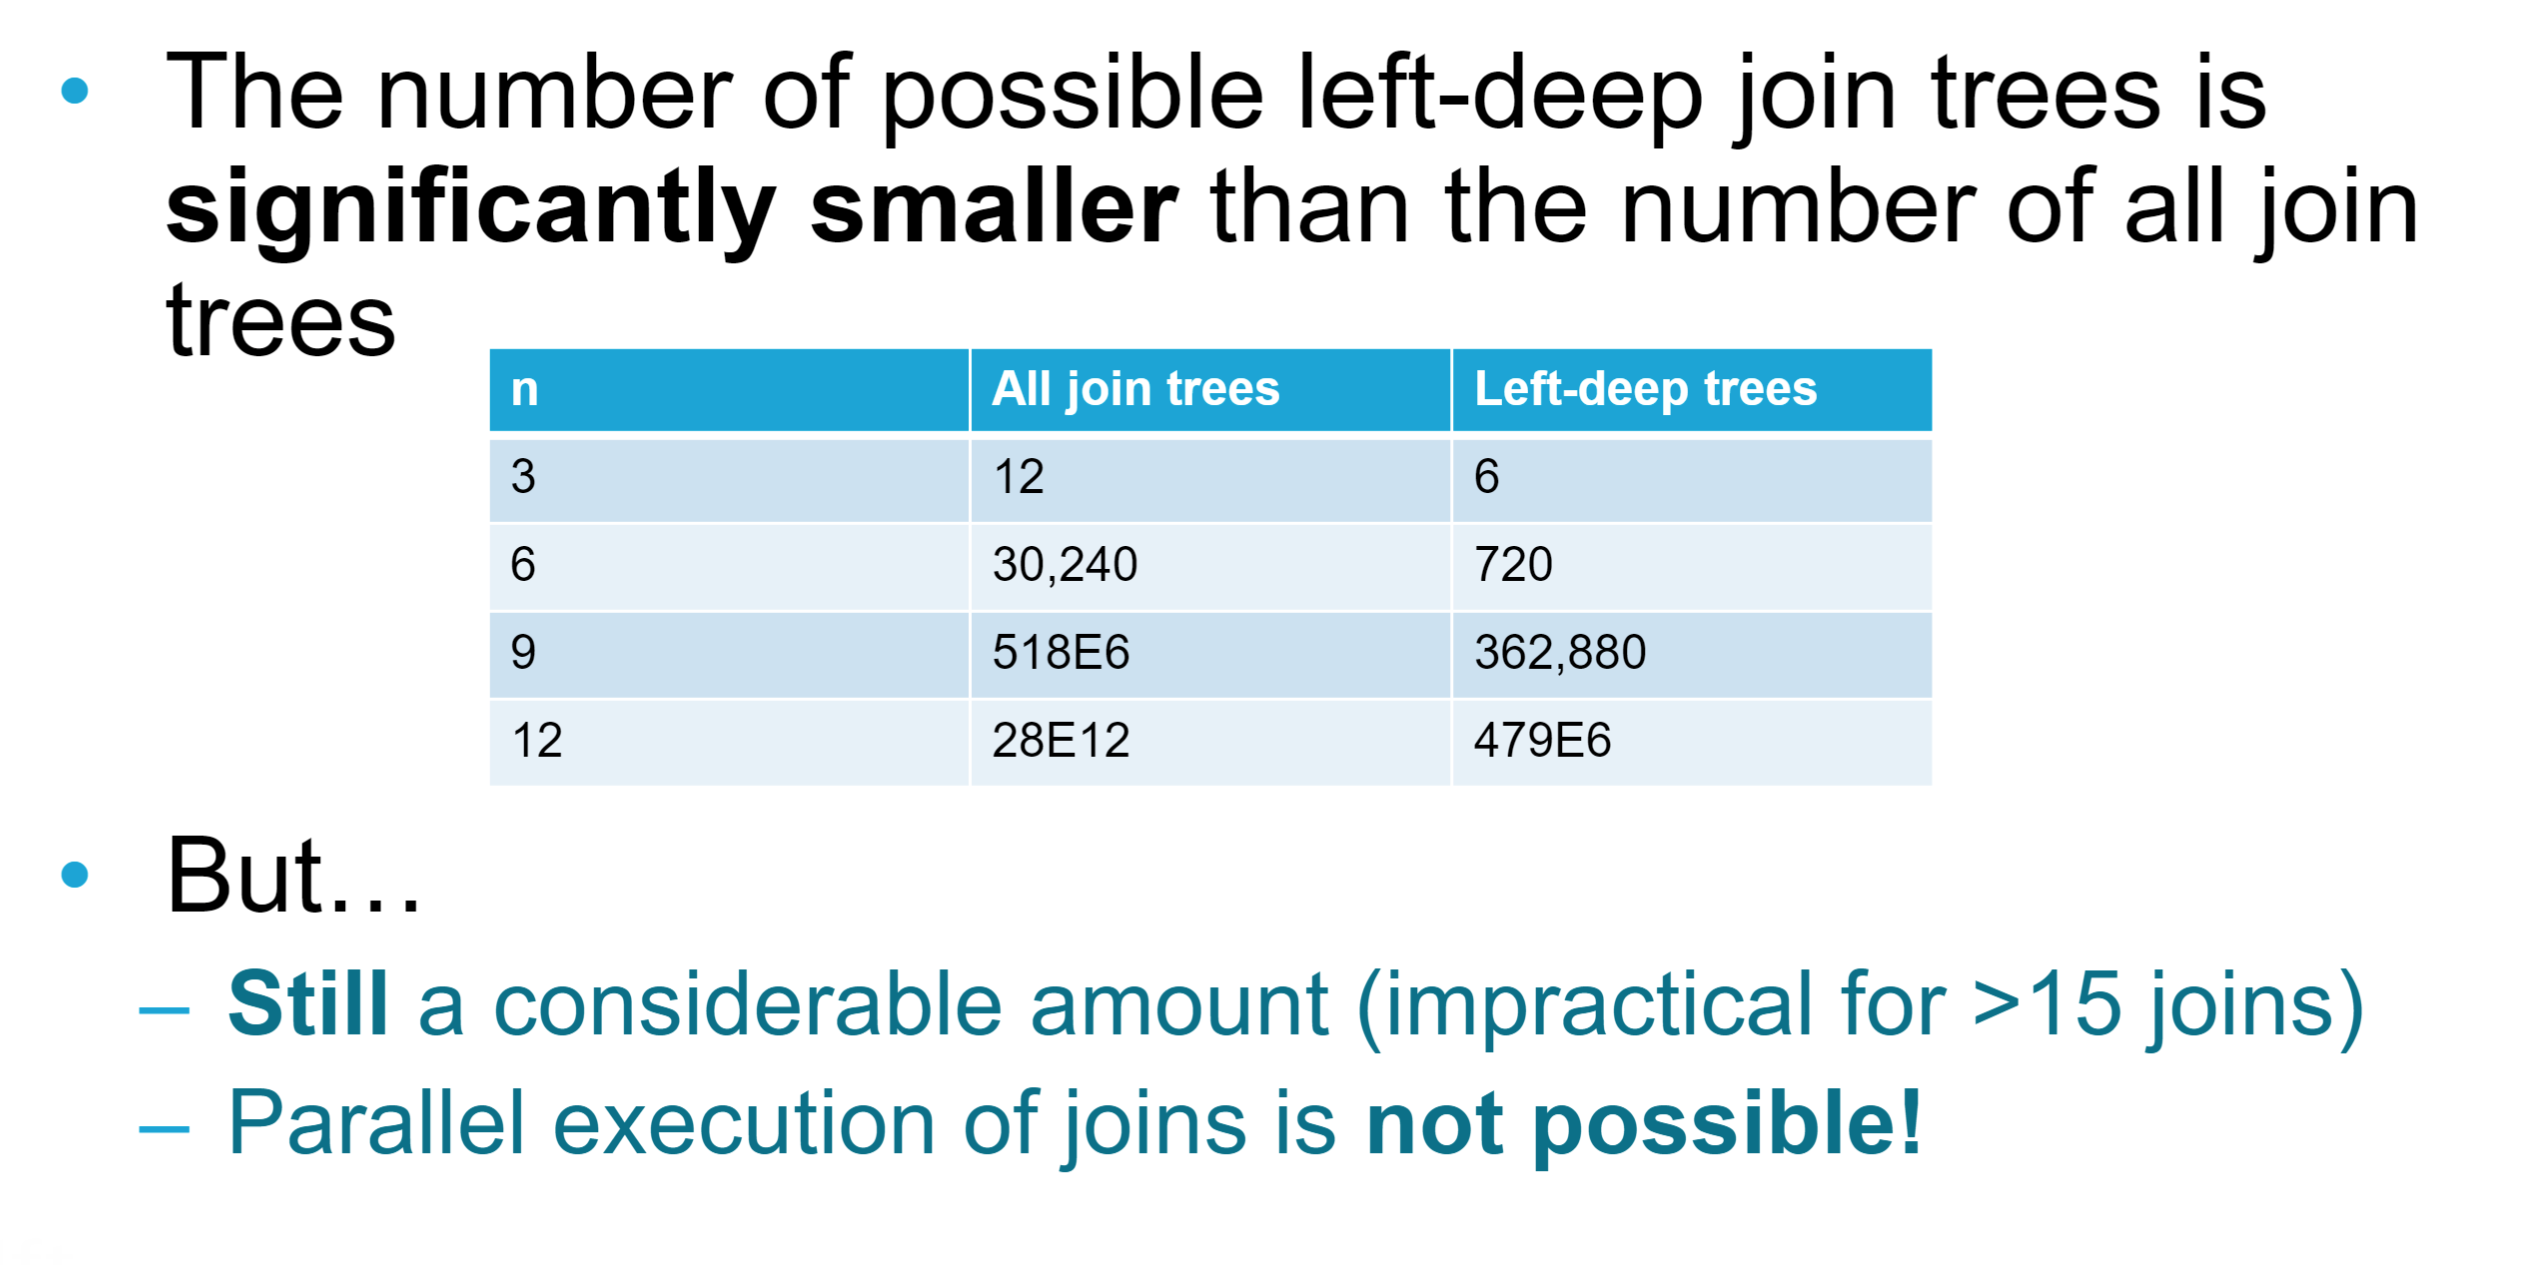 • The number of possible left-deep join trees is
significantly smaller than the number of all join
trees
n All join trees Left-deep trees
3 12 6
6 30,240 720
9 518E6 362,880
12 28E12 479E6
• But…
– Still a considerable amount (impractical for >15 joins)
– Parallel execution of joins is not possible!